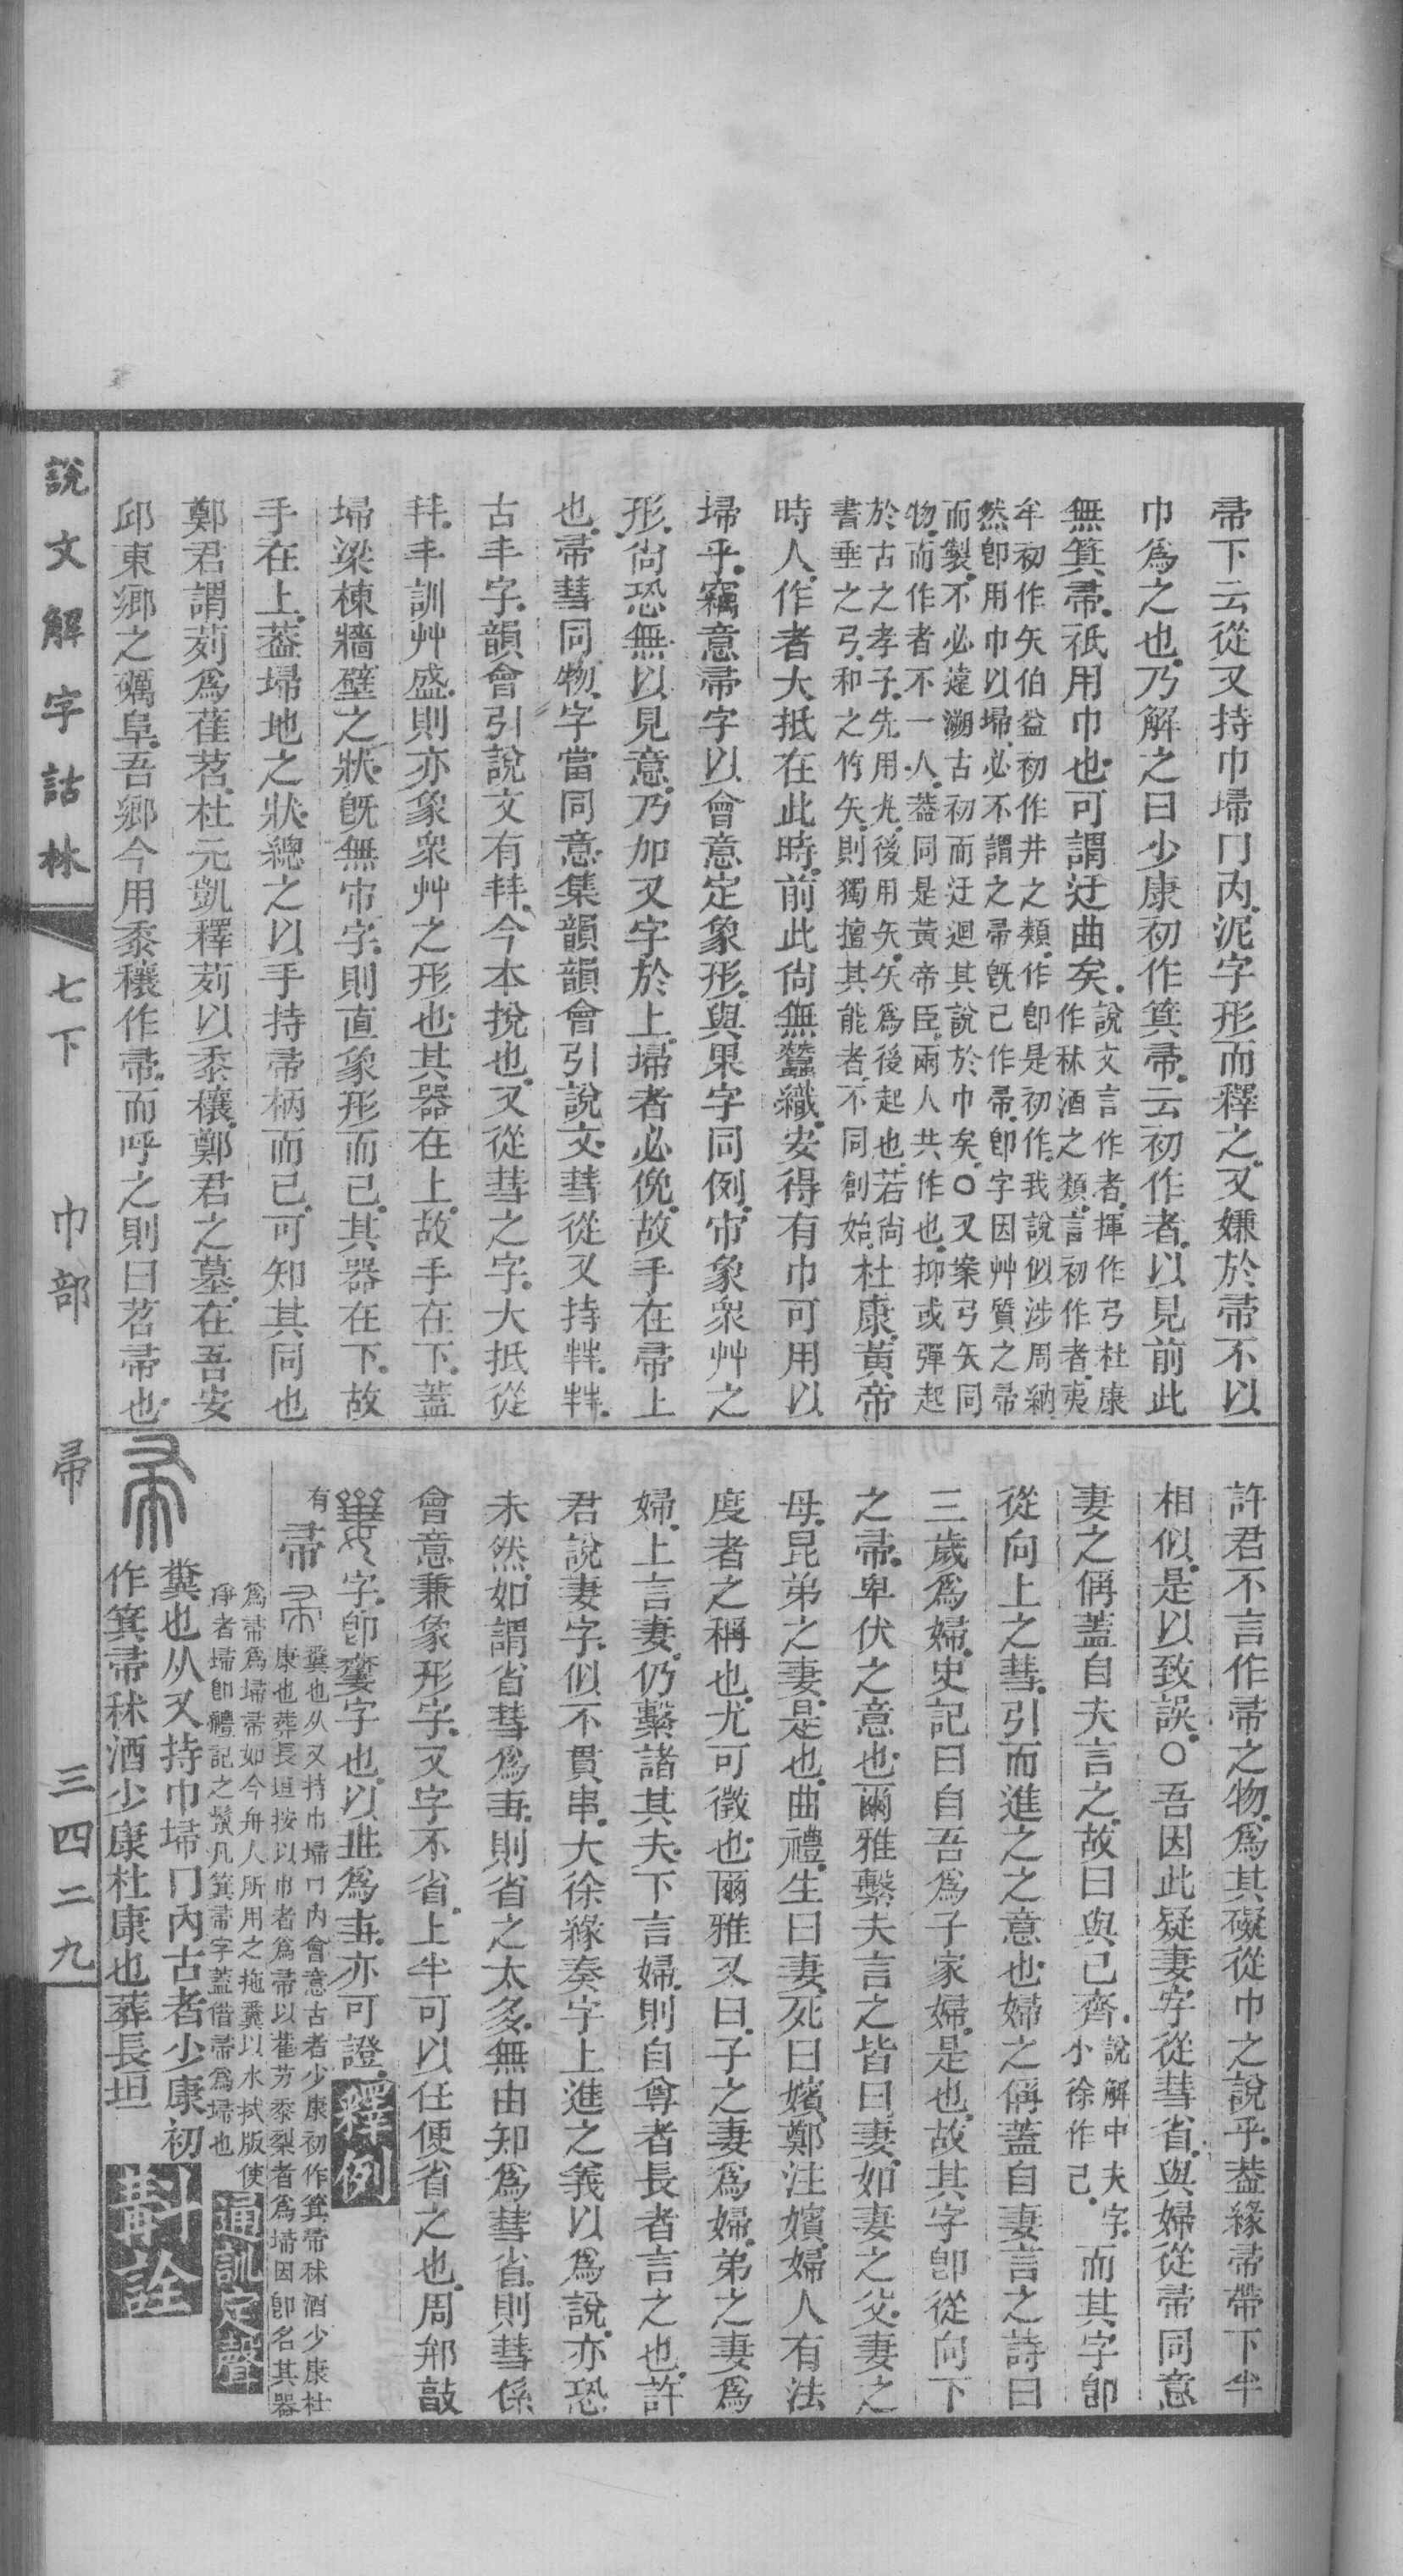 帚下云從又持巾埽冂內泥字形而釋之又嫌於帚不以
巾爲之也乃解之曰少康初作箕帚云初作者以見前此
無箕帚祇用巾也可謂迂曲矣
說文言作者揮作弓杜康
作秫酒之類言初作者夷
牟初作矢伯益初作井之類作卽是初作我說似涉周納
然卽用巾以埽必不謂之帚旣已作帚卽字因艸質之帚
而製不必遠溯古初而迂迴其說於巾矣〇又案弓矢同
物而作者不一人葢同是黃帝臣兩人共作也抑或彈起
於古之孝子先用丸後用矢矢爲後起也若尙
書垂之弓和之竹矢則獨擅其能者不同創始
杜康黃帝
時人作者大抵在此時前此尙無蠶織安得有巾可用以
埽乎竊意帚字以會意定象形與果字同例帀象衆艸之
形尙恐無以見意乃加又字於上埽者必俛故手在帚上
也帚彗同物字當同意集韻韻會引說文彗從又持甡甡
古丰字韻會引說文有𡴀今本挩也又從彗之字大抵從
𡴀丰訓艸盛則亦象衆艸之形也其器在上故手在下葢
埽梁棟牆壁之狀旣無帀字則直象形而已其器在下故
手在上葢埽地之狀總之以手持帚柄而已可知其同也
鄭君謂茢爲萑苕杜元凱釋茢以黍穰鄭君之墓在吾安
邱東鄉之礪阜吾鄉今用黍穰作帚而呼之則曰苕帚也
許君不言作帚之物爲其礙從巾之說乎葢緣帚帶下半
相似是以致誤〇吾因此疑妻字從彗省與婦從帚同意
妻之偁蓋自夫言之故曰與己齊
說解中夫字
小徐作己
而其字卽
從向上之彗引而進之之意也婦之偁蓋自妻言之詩曰
三歲爲婦史記曰自吾爲子家婦是也故其字卽從向下
之帚卑伏之意也爾雅繫夫言之皆曰妻如妻之父妻之
母昆弟之妻是也曲禮生曰妻死曰嬪鄭注嬪婦人有法
度者之稱也尤可徵也爾雅又曰子之妻爲婦弟之妻爲
婦上言妻仍繫諸其夫下言婦則自尊者長者言之也許
君說妻字似不貫串大徐緣奏字上進之義以爲說亦恐
未然如謂省彗爲𡴀則省之太多無由知爲彗省則彗係
會意兼象形字又字不省上半可以任便省之也周邢敲
字卽妻字也以為𡴀亦可證
釋例
有
帚
糞也从又持巾埽冂內會意古者少康初作箕帚秫酒少康杜
康也葬長垣按以巾者爲帚以萑芀黍𥟵者爲埽因卽名其器
爲帚爲埽帚如今舟人所用之拖糞以水拭版使
淨者埽卽禮記之鬣凡箕帚字蓋借帚爲埽也
通訓定聲
糞也从又持巾埽冂內古者少康初
作箕帚秫酒少康杜康也葬長垣
斠詮
說文解字詁林
七下
巾部
帚
三四二九